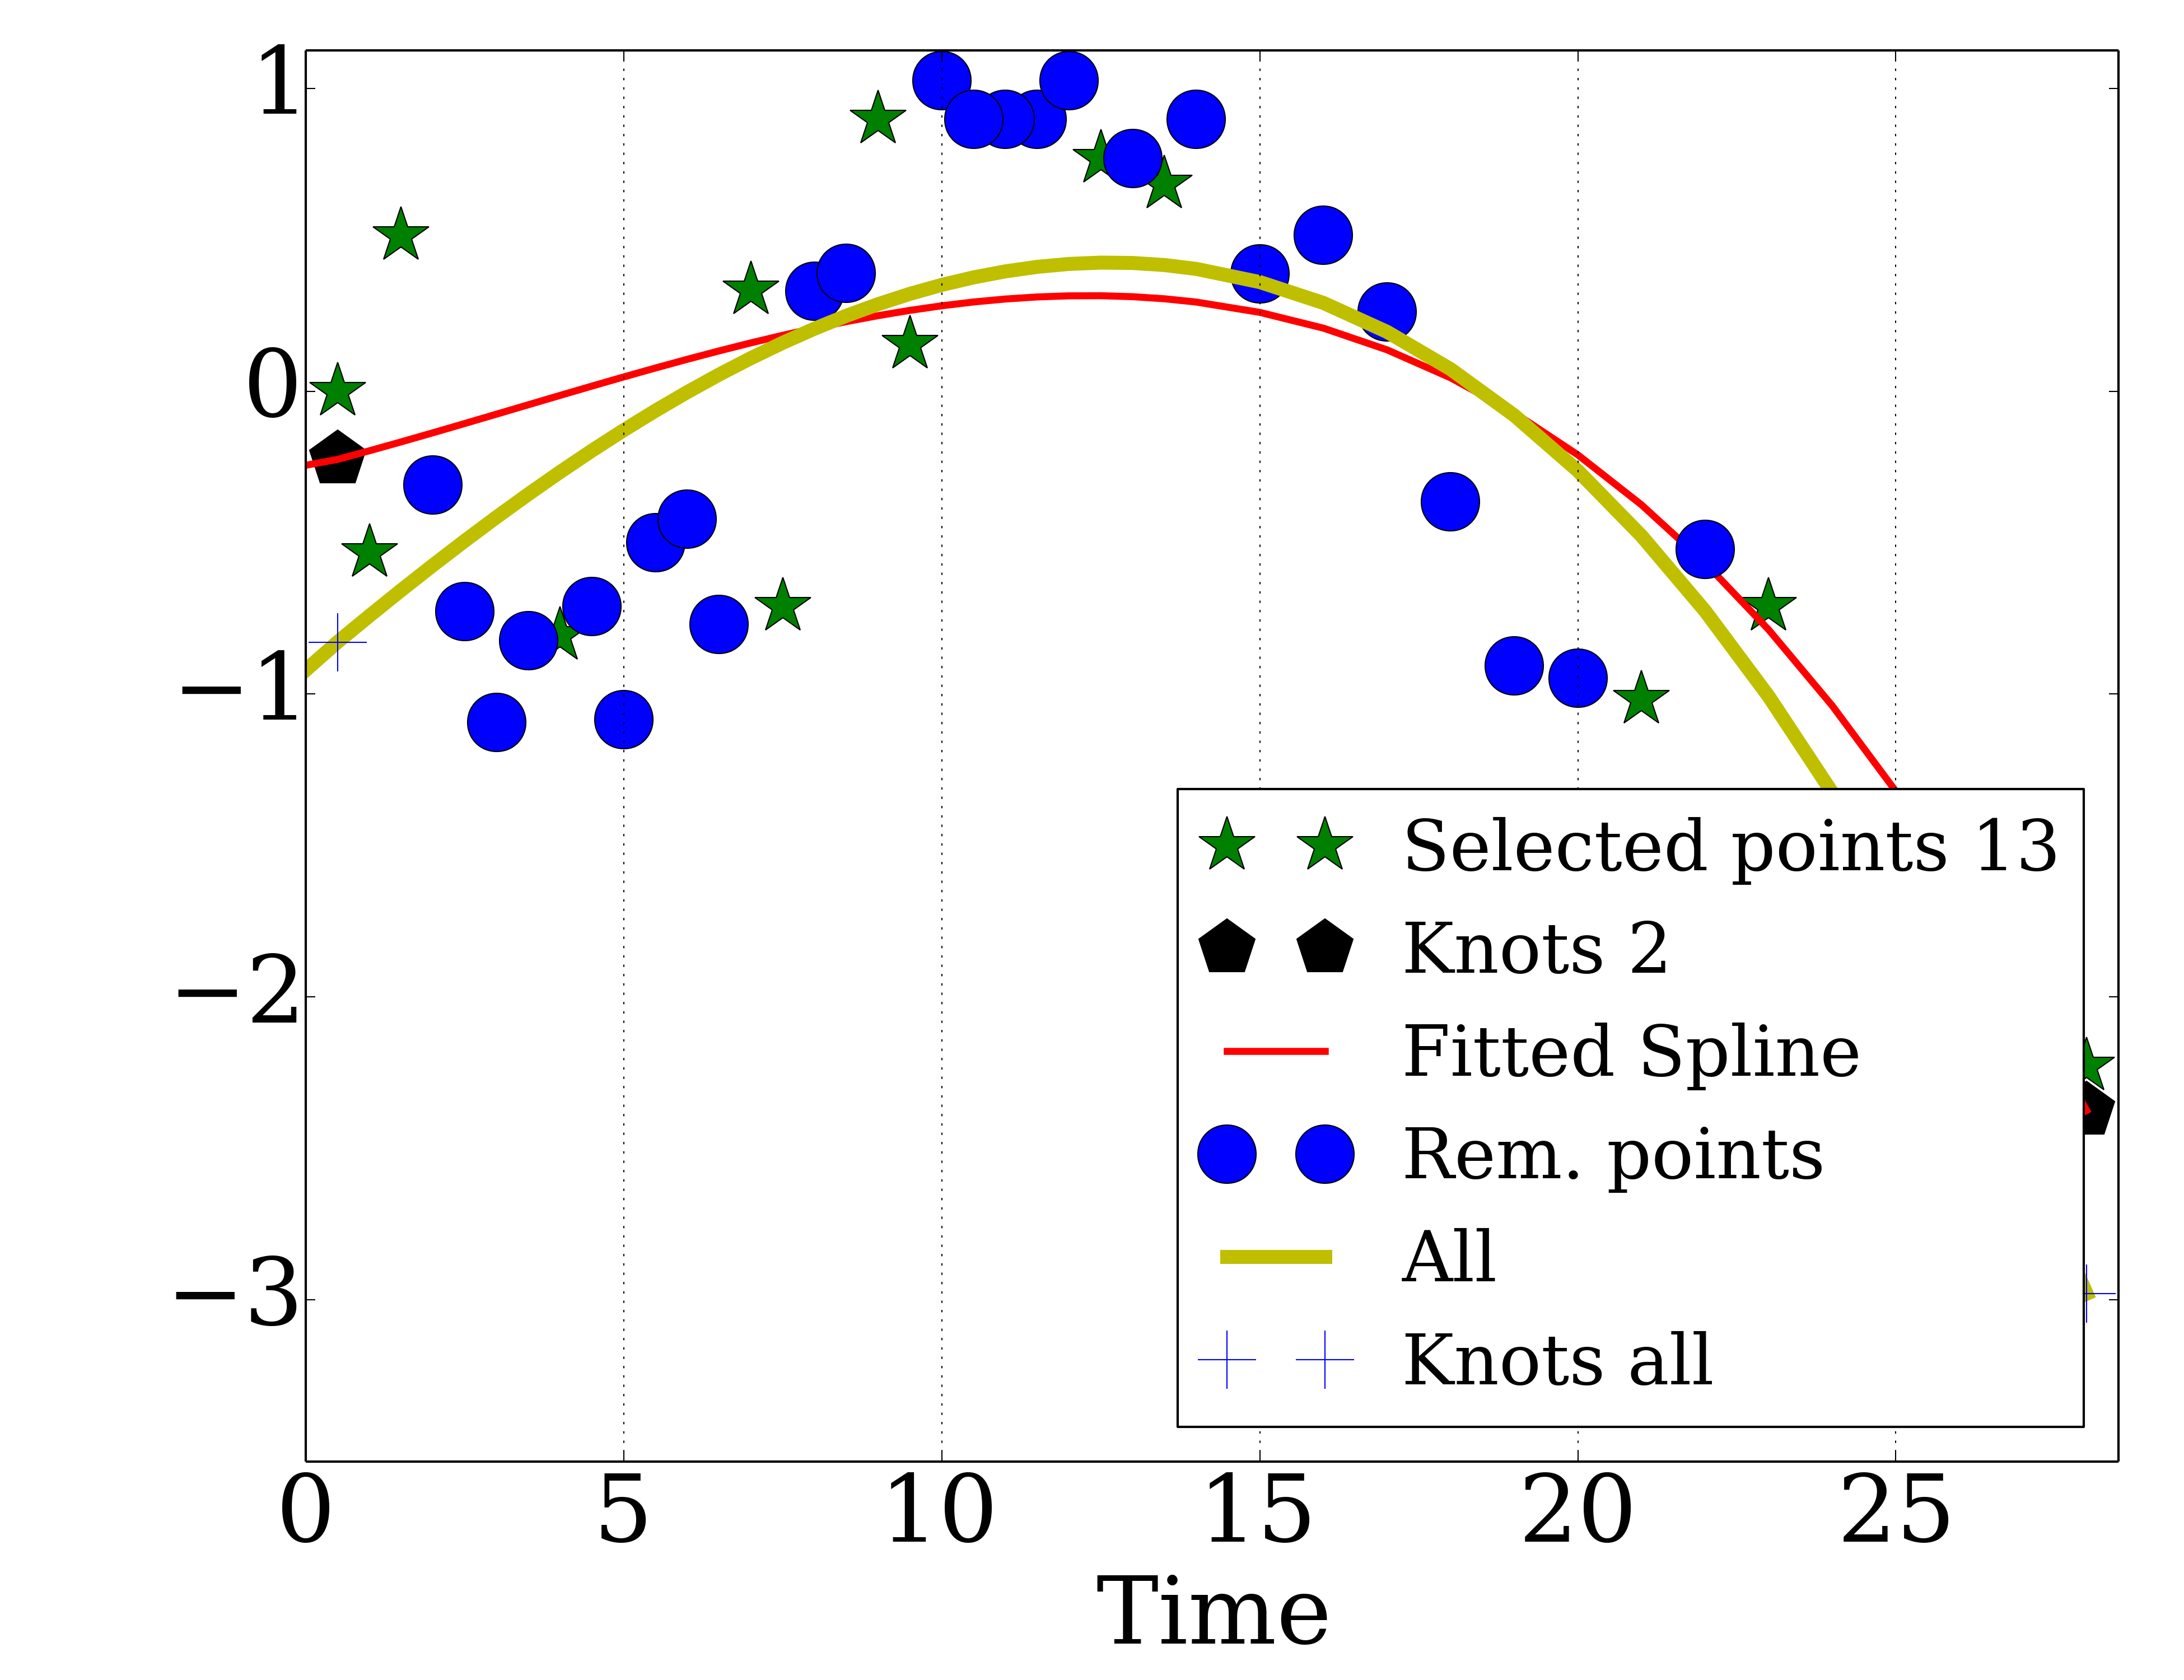 1
0
−1
−2
−3
Selected points 13
Knots 2
Fitted Spline
Rem. points
All
Knots all
0 5 10 15 20 25
Time